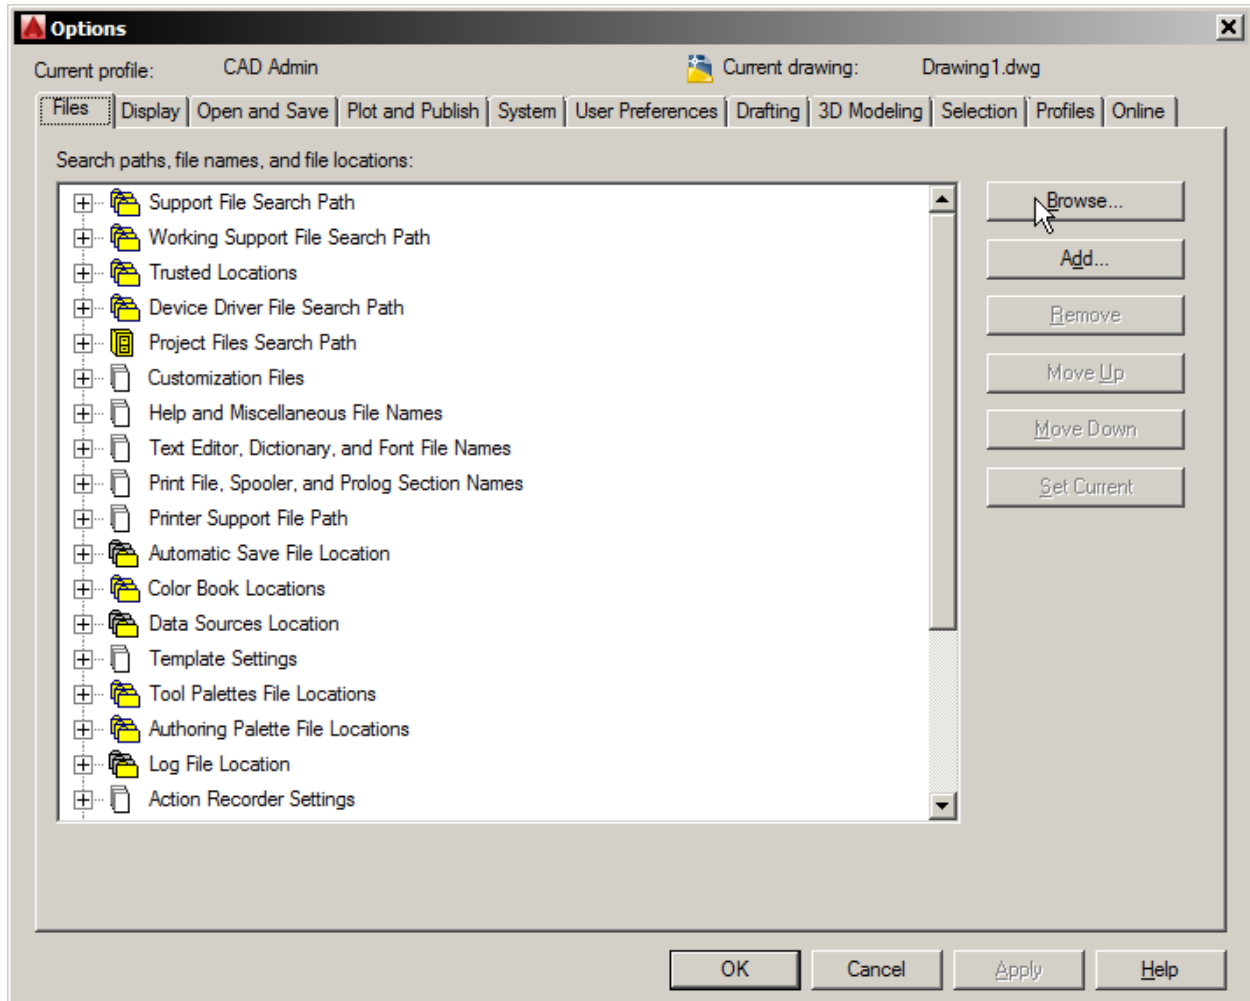 Options
Current profile: CAD Admin Current drawing: Drawing1.dwg
Files Display Open and Save Plot and Publish System User Preferences Drafting 3D Modeling Selection Profiles Online
Search paths, file names, and file locations:
Support File Search Path
Working Support File Search Path
Trusted Locations
Device Driver File Search Path
Project Files Search Path
Customization Files
Help and Miscellaneous File Names
Text Editor, Dictionary, and Font File Names
Print File, Spooler, and Prolog Section Names
Printer Support File Path
Automatic Save File Location
Color Book Locations
Data Sources Location
Template Settings
Tool Palettes File Locations
Authoring Palette File Locations
Log File Location
Action Recorder Settings
Browse...
Add...
Remove
Move Up
Move Down
Set Current
OK Cancel Apply Help